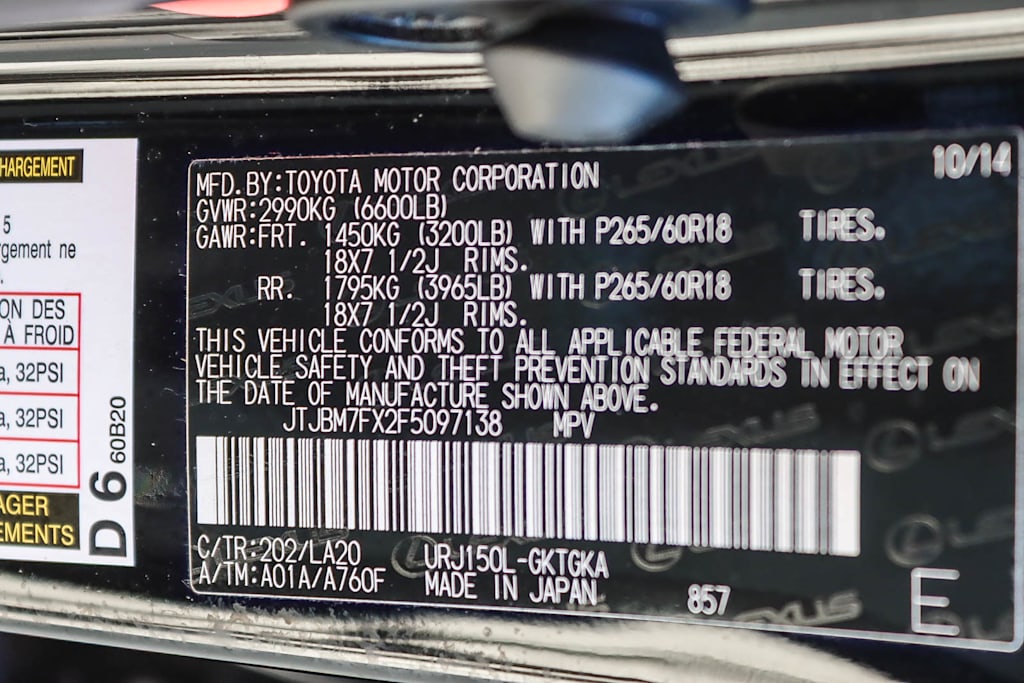 HARGEMENT
5
rgement ne
ON DES
À FROID
a, 32PSI
a, 32PSI
a, 32PSI
AGER
EMENTS
D 6 60B20
10/14
MFD.BY:TOYOTA MOTOR CORPORATION
GVWR:2990KG (6600LB)
GAWR:FRT. 1450KG (3200LB) WITH P265/60R18 TIRES.
18X7 1/2J RIMS.
RR. 1795KG (3965LB) WITH P265/60R18 TIRES.
18X7 1/2J RIMS.
THIS VEHICLE CONFORMS TO ALL APPLICABLE FEDERAL MOTOR
VEHICLE SAFETY AND THEFT PREVENTION STANDARDS IN EFFECT ON
THE DATE OF MANUFACTURE SHOWN ABOVE.
JTJBM7FX2F5097138 MPV
C/TR:202/LA20 URJ150L-GKTGKA
A/TM:A01A/A760F MADE IN JAPAN 857 E
LEXUS
LEXUS
LEXUS